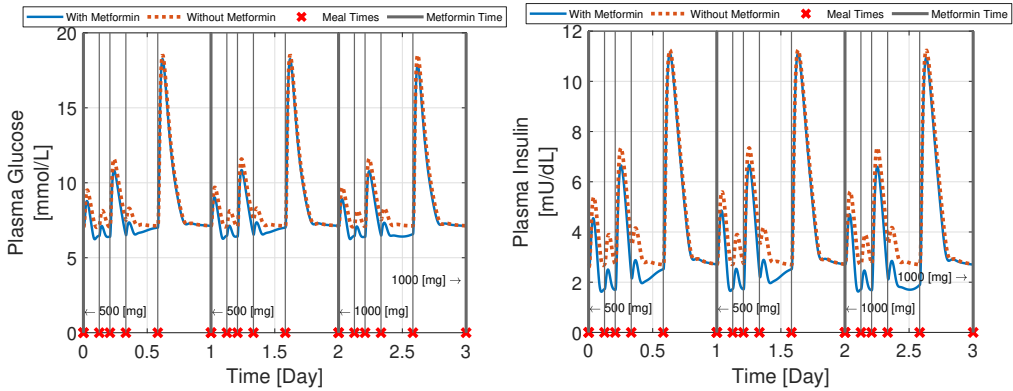 With Metformin Without Metformin Meal Times Metformin Time
20
15
10
5
0
Plasma Glucose
[mmol/L]
1000 [mg] →
← 500 [mg] ← 500 [mg] ← 1000 [mg]
0 0.5 1 1.5 2 2.5 3
Time [Day]
With Metformin Without Metformin Meal Times Metformin Time
12
10
8
6
4
2
0
Plasma Insulin
[mU/dL]
1000 [mg] →
← 500 [mg] ← 500 [mg] ← 1000 [mg]
0 0.5 1 1.5 2 2.5 3
Time [Day]